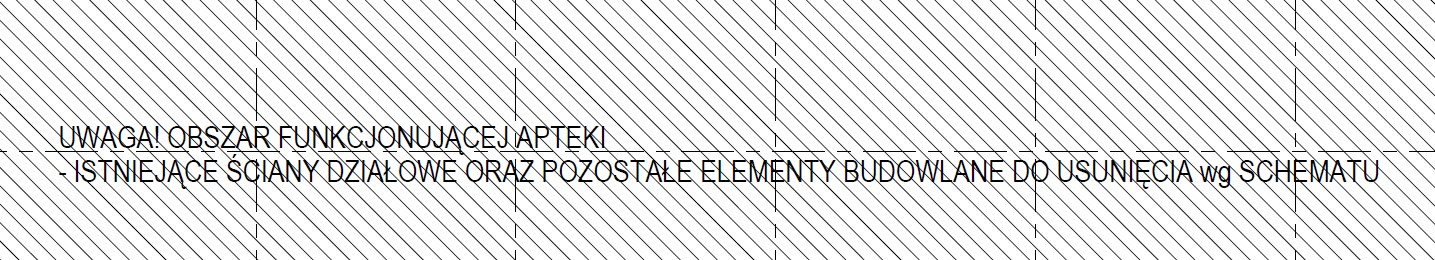 UWAGA! OBSZAR FUNKCJONUJĄCEJ APTEKI
- ISTNIEJĄCE ŚCIANY DZIAŁOWE ORAZ POZOSTAŁE ELEMENTY BUDOWLANE DO USUNIĘCIA wg SCHEMATU